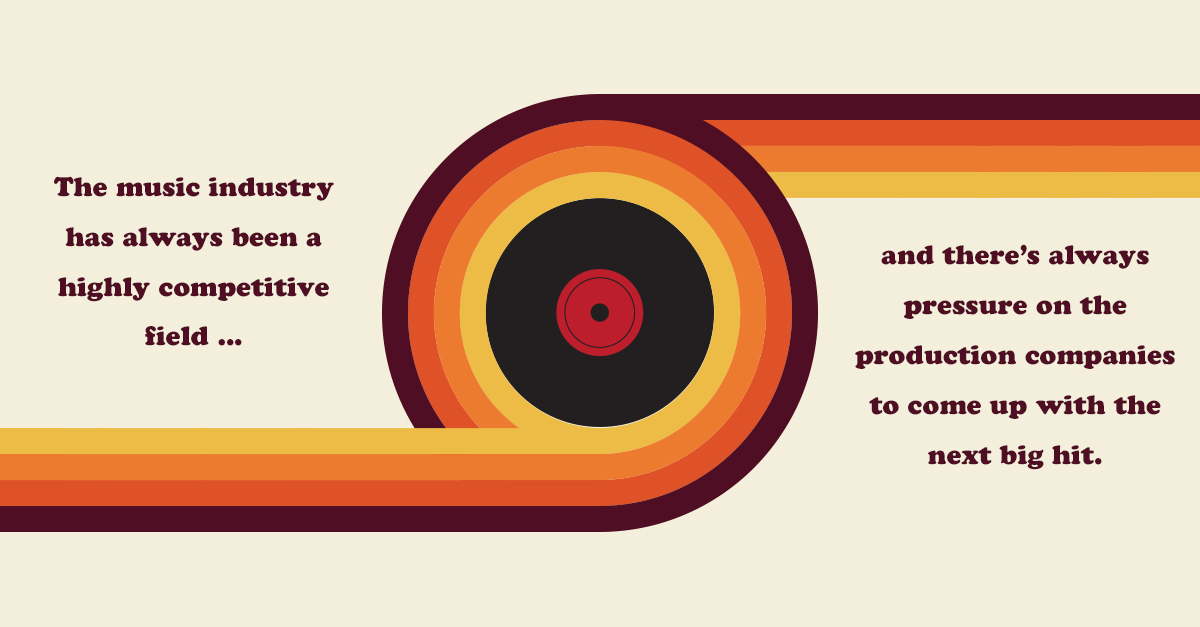 The music industry
has always been a
highly competitive
field ...
and there’s always
pressure on the
production companies
to come up with the
next big hit.